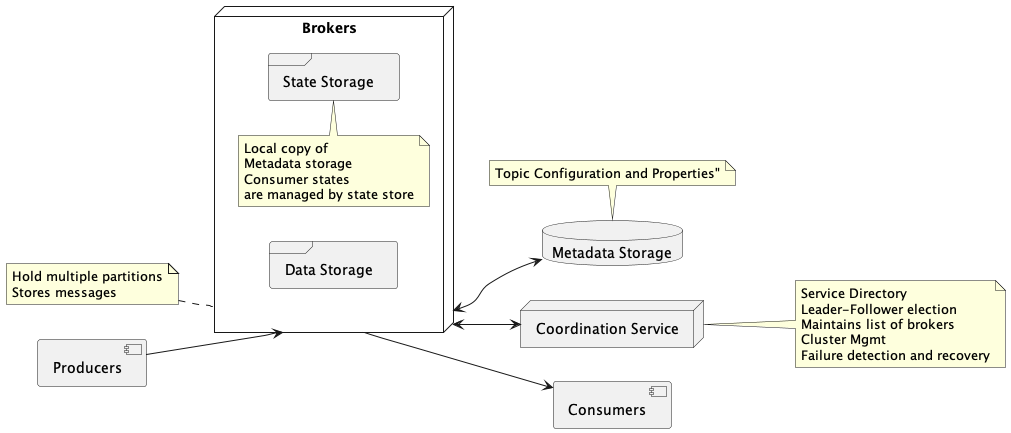 Brokers
State Storage
Local copy of
Metadata storage
Consumer states
are managed by state store
Data Storage
Hold multiple partitions
Stores messages
Producers
Topic Configuration and Properties"
Metadata Storage
Coordination Service
Service Directory
Leader-Follower election
Maintains list of brokers
Cluster Mgmt
Failure detection and recovery
Consumers